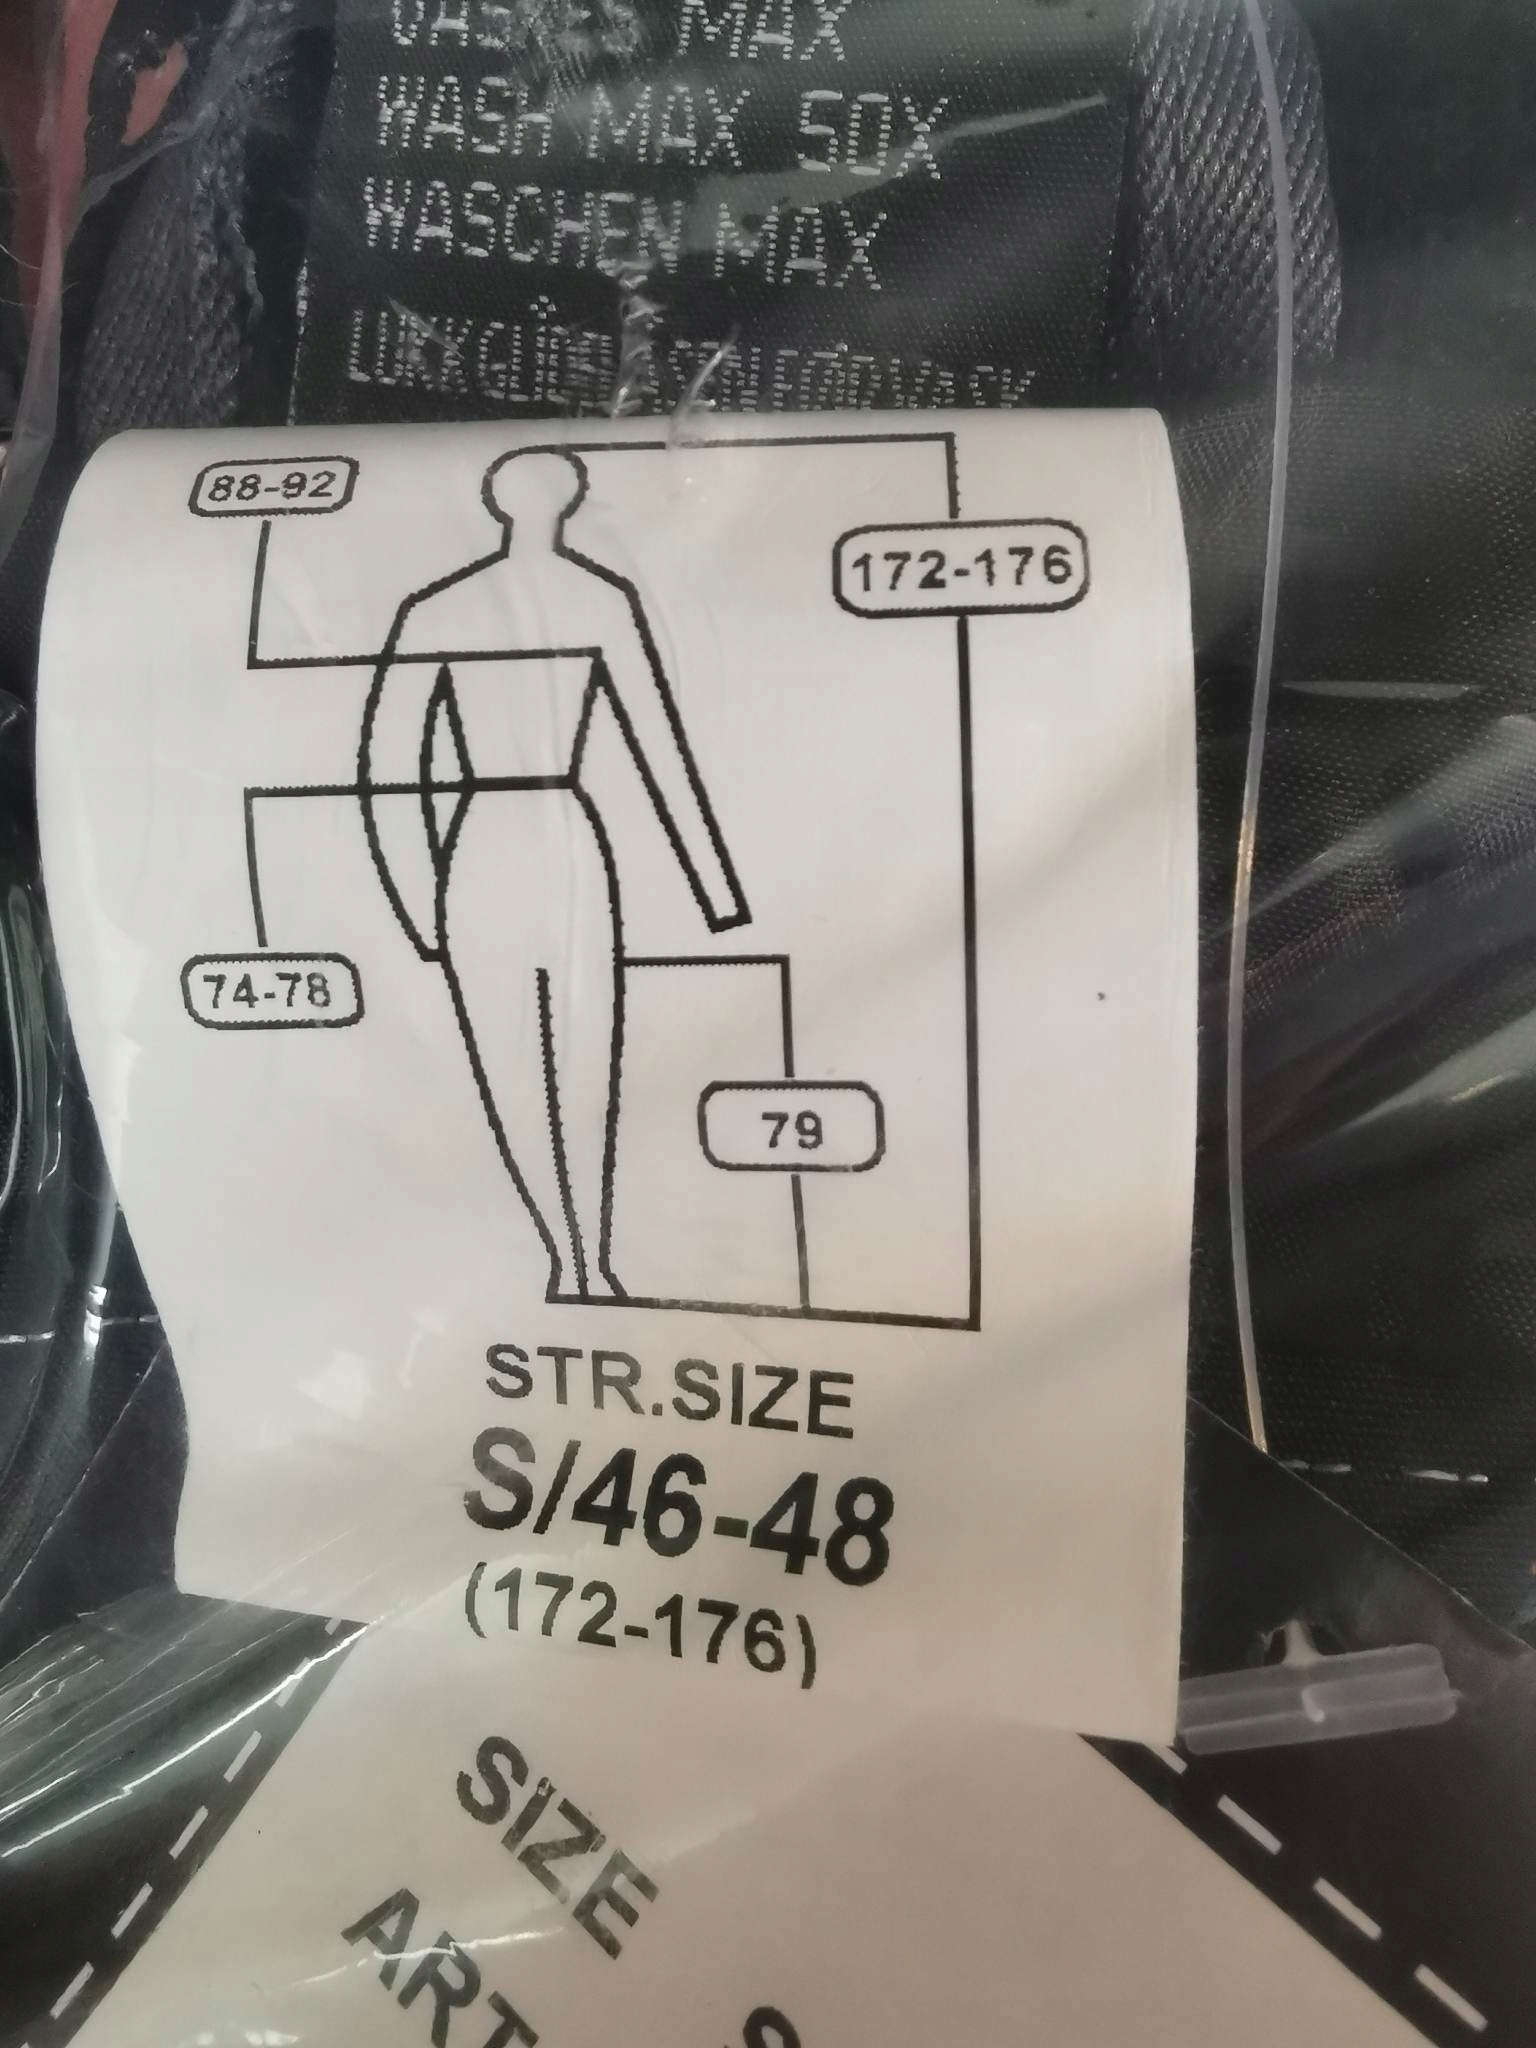 WASH MAX 50X
WASCHEN MAX
88-92
172-176
74-78
79
STR.SIZE
S/46-48
(172-176)
SIZE
ART